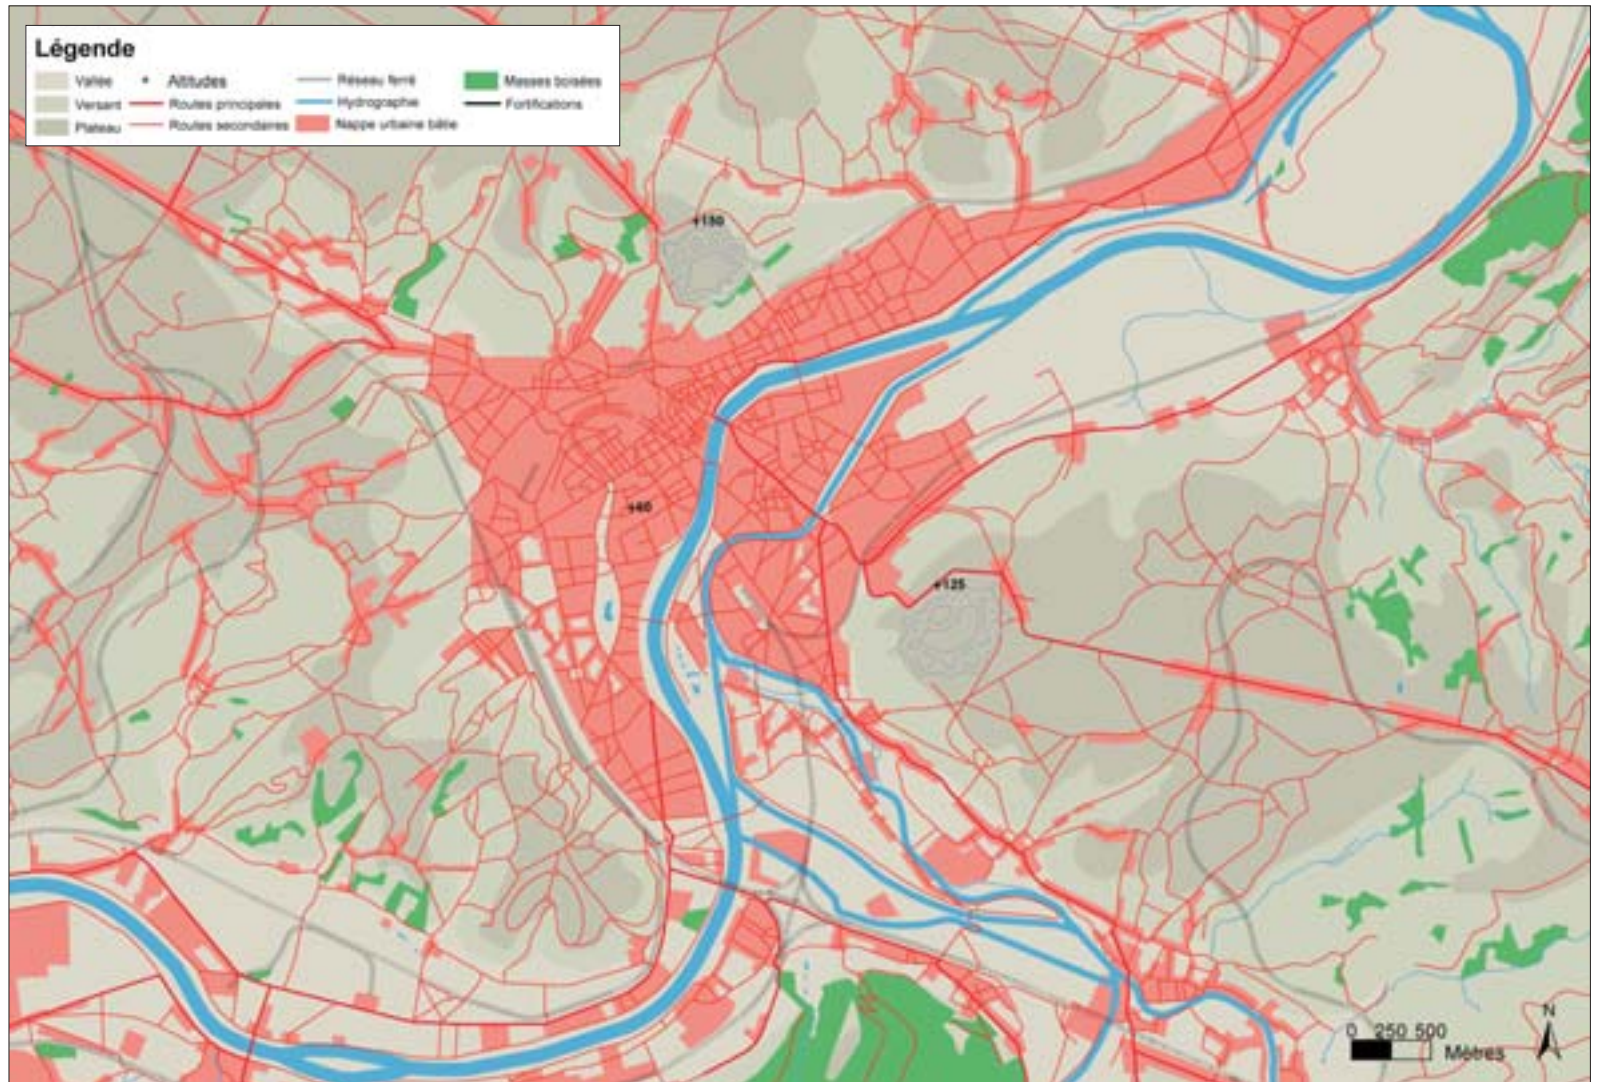 Légende
Vallée
Versant
Plateau
Altitudes
Routes principales
Routes secondaires
Réseau ferré
Hydrographie
Nappe urbaine bâtie
Masses boisées
Fortifications
+150
+60
+125
N
0 250 500
Mètres